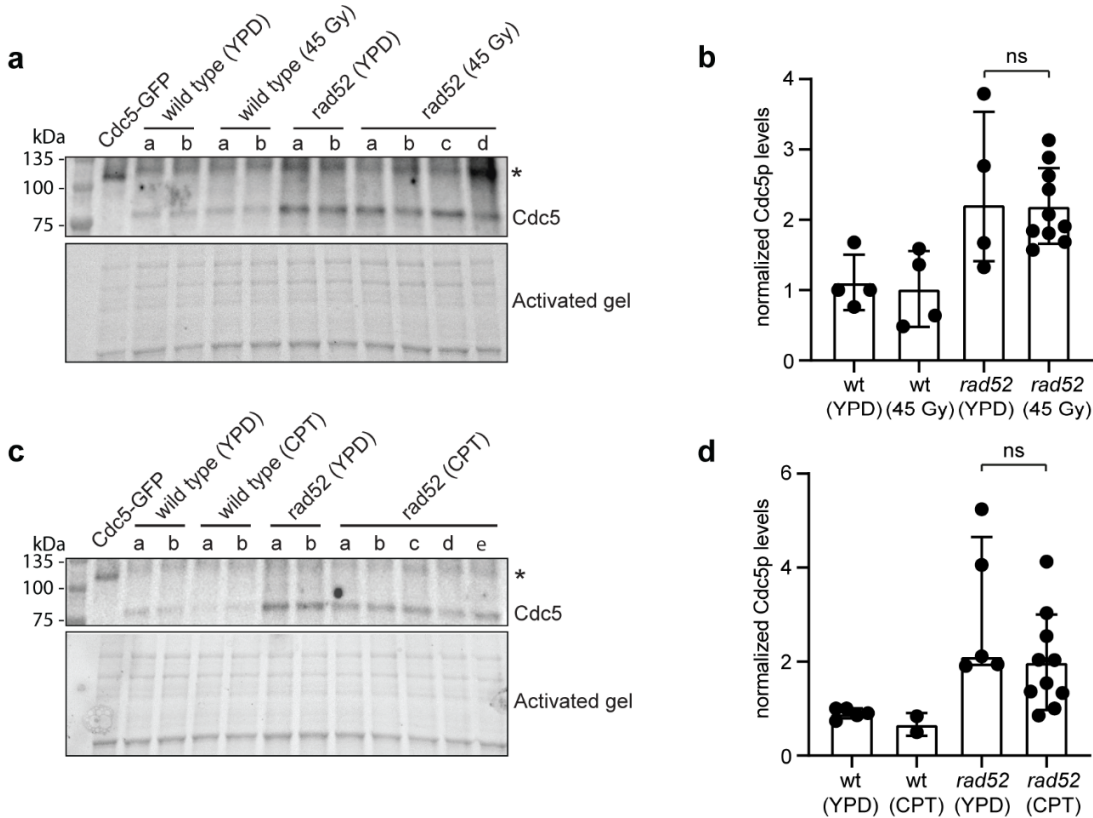 a
Cdc5-GFP
wild type (YPD)
wild type (45 Gy)
rad52 (YPD)
rad52 (45 Gy)
kDa
a b a b a b a b c d
135 -
100 -
75 -
*
Cdc5
Activated gel
b
ns
normalized Cdc5p levels
4
3
2
1
0
wt (YPD)
wt (45 Gy)
rad52 (YPD)
rad52 (45 Gy)
c
Cdc5-GFP
wild type (YPD)
wild type (CPT)
rad52 (YPD)
rad52 (CPT)
kDa
a b a b a b a b c d e
135 -
100 -
75 -
*
Cdc5
Activated gel
d
ns
normalized Cdc5p levels
6
4
2
0
wt (YPD)
wt (CPT)
rad52 (YPD)
rad52 (CPT)